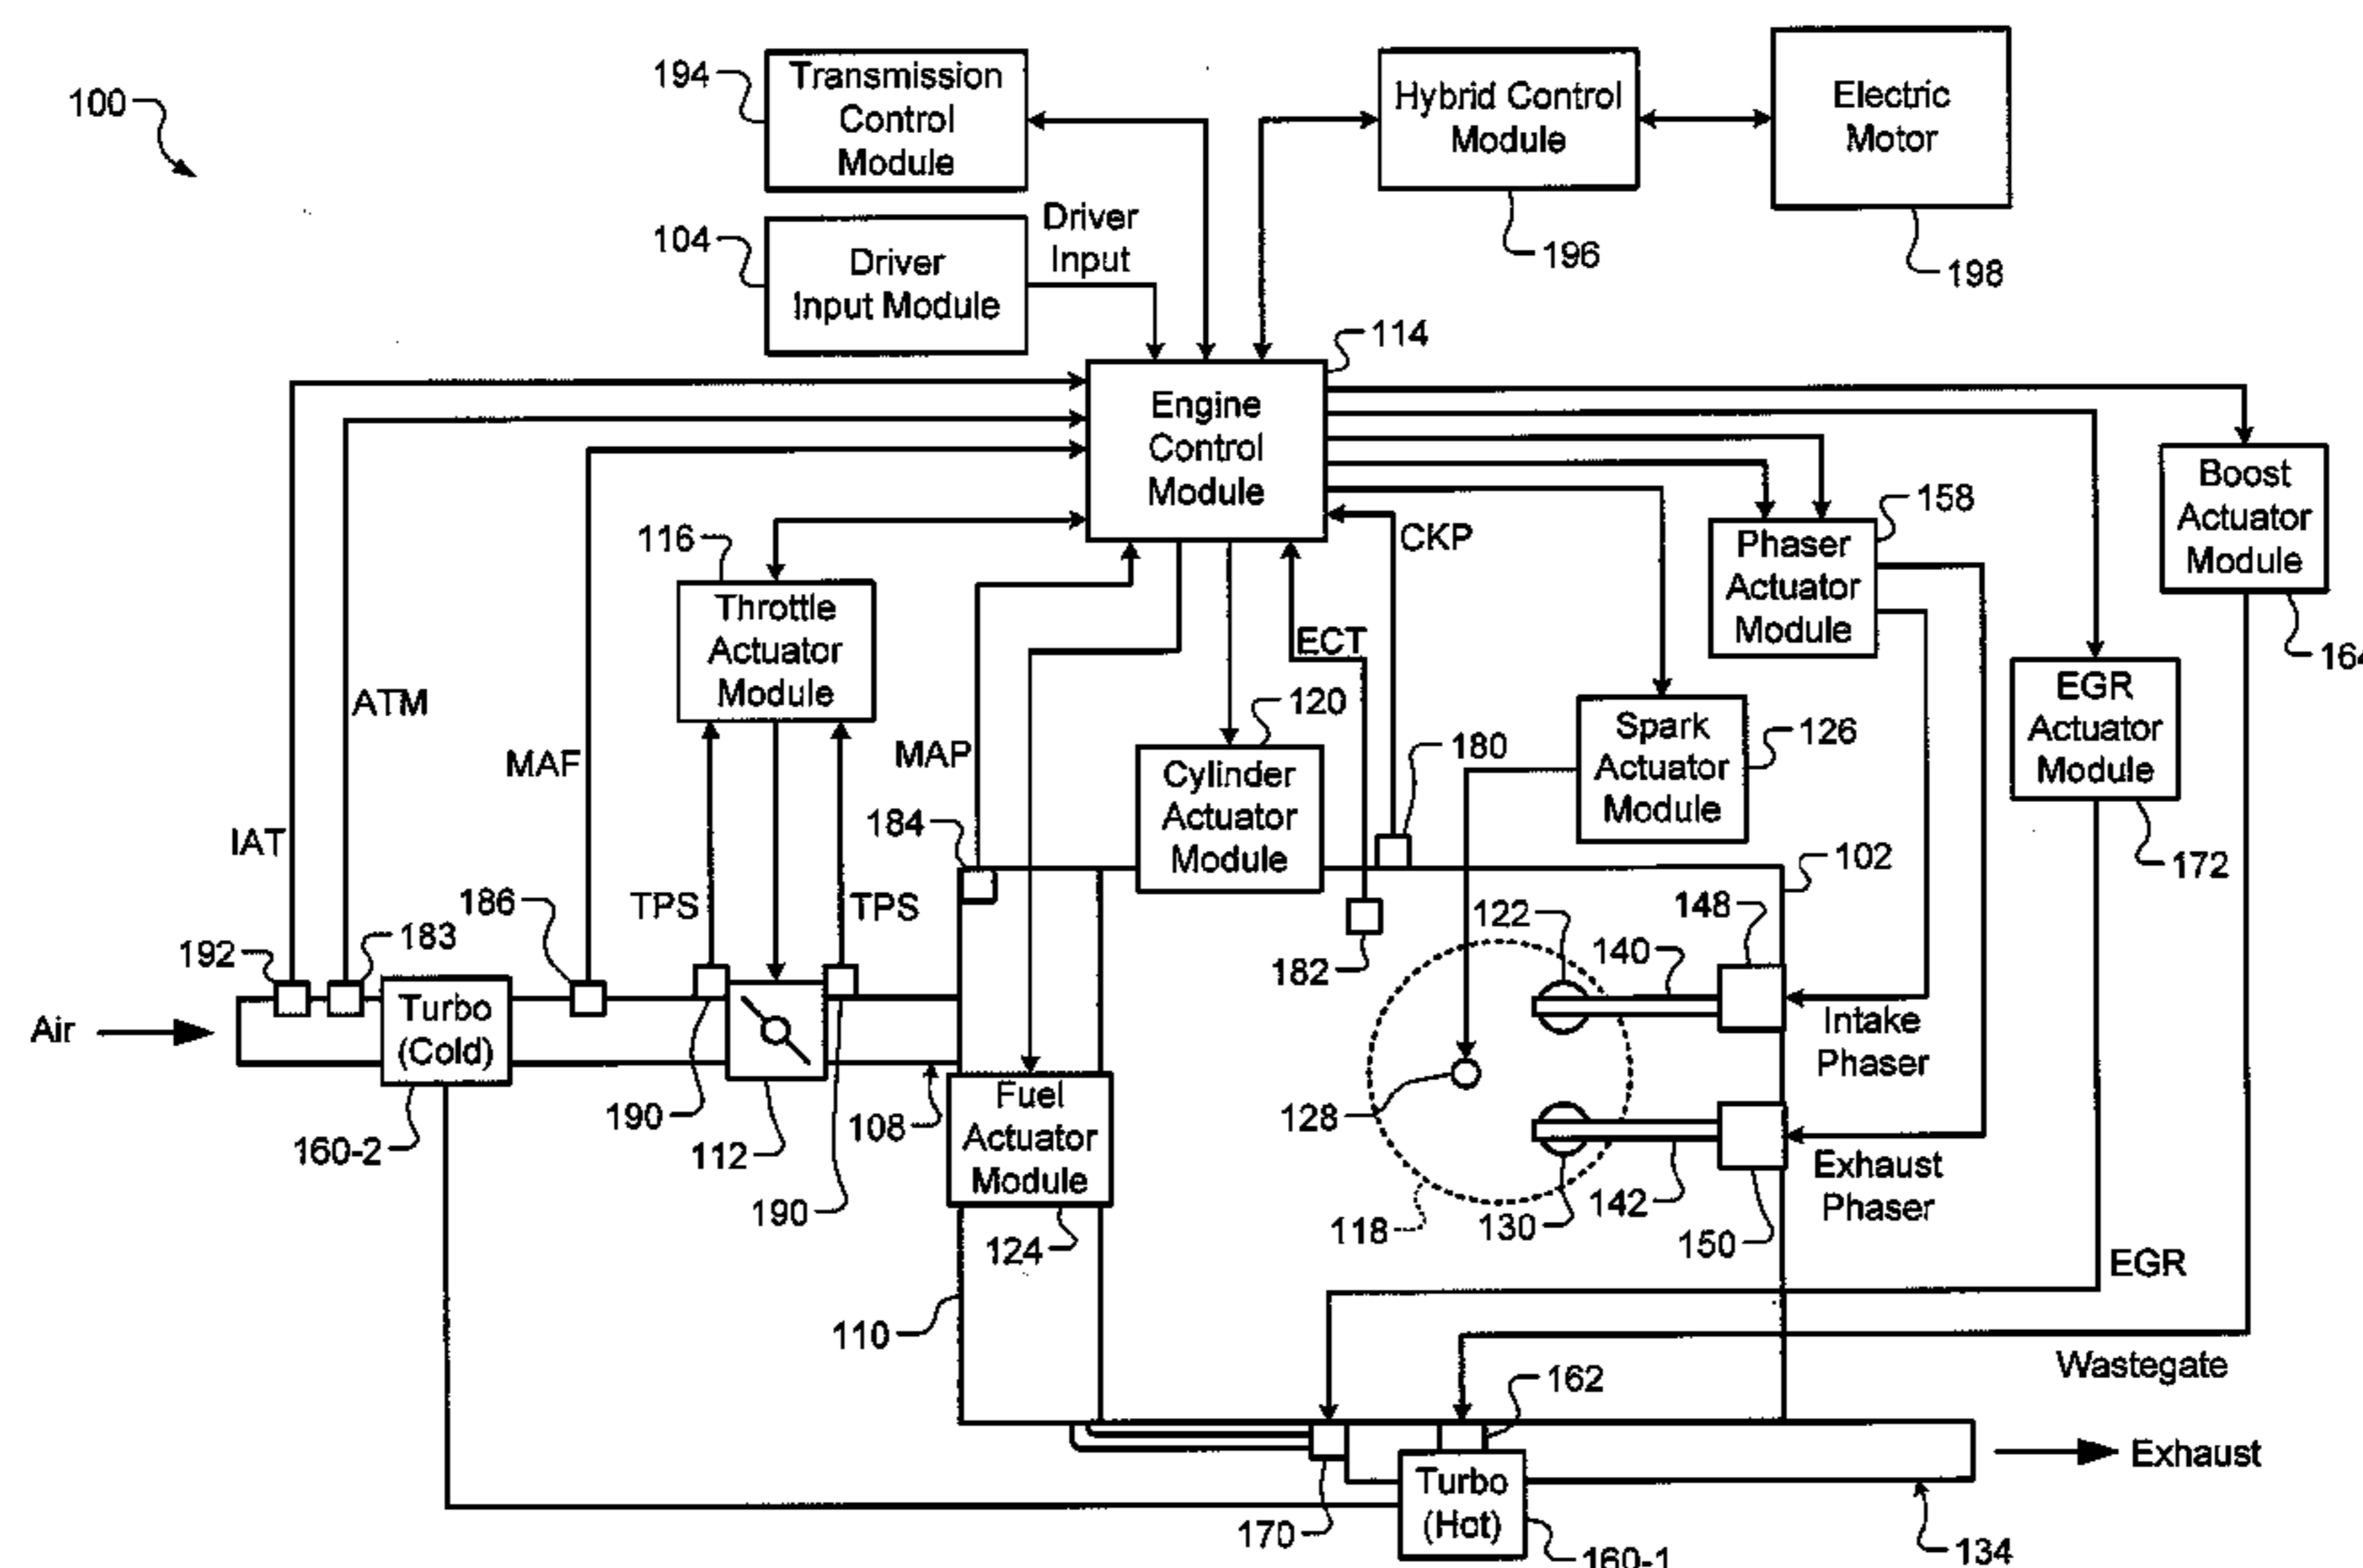 100
194
Transmission
Control
Module
Hybrid Control
Module
196
Electric
Motor
198
104
Driver
Input Module
Driver
Input
114
Engine
Control
Module
116
Throttle
Actuator
Module
CKP
158
Phaser
Actuator
Module
Boost
Actuator
Module
164
ECT
EGR
Actuator
Module
172
ATM
MAF
MAP
IAT
120
Cylinder
Actuator
Module
180
Spark
Actuator
Module
126
184
102
TPS
TPS
186
192
183
182
122
140
148
Air
Turbo
(Cold)
160-2
190
112
190
108
Fuel
Actuator
Module
124
128
118
130
142
150
Intake
Phaser
Exhaust
Phaser
EGR
110
Wastegate
162
Turbo
(Hot)
170
160-1
Exhaust
134